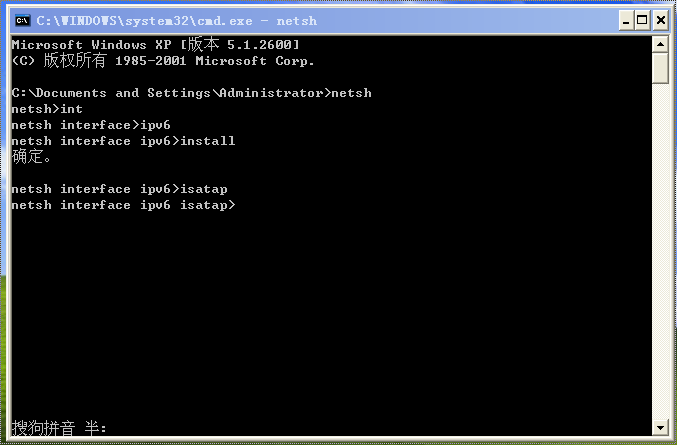 C:\WINDOWS\system32\cmd.exe - netsh
Microsoft Windows XP [版本 5.1.2600]
(C) 版权所有 1985-2001 Microsoft Corp.
C:\Documents and Settings\Administrator>netsh
netsh>int
netsh interface>ipv6
netsh interface ipv6>install
确定。
netsh interface ipv6>isatap
netsh interface ipv6 isatap>
搜狗拼音 半: